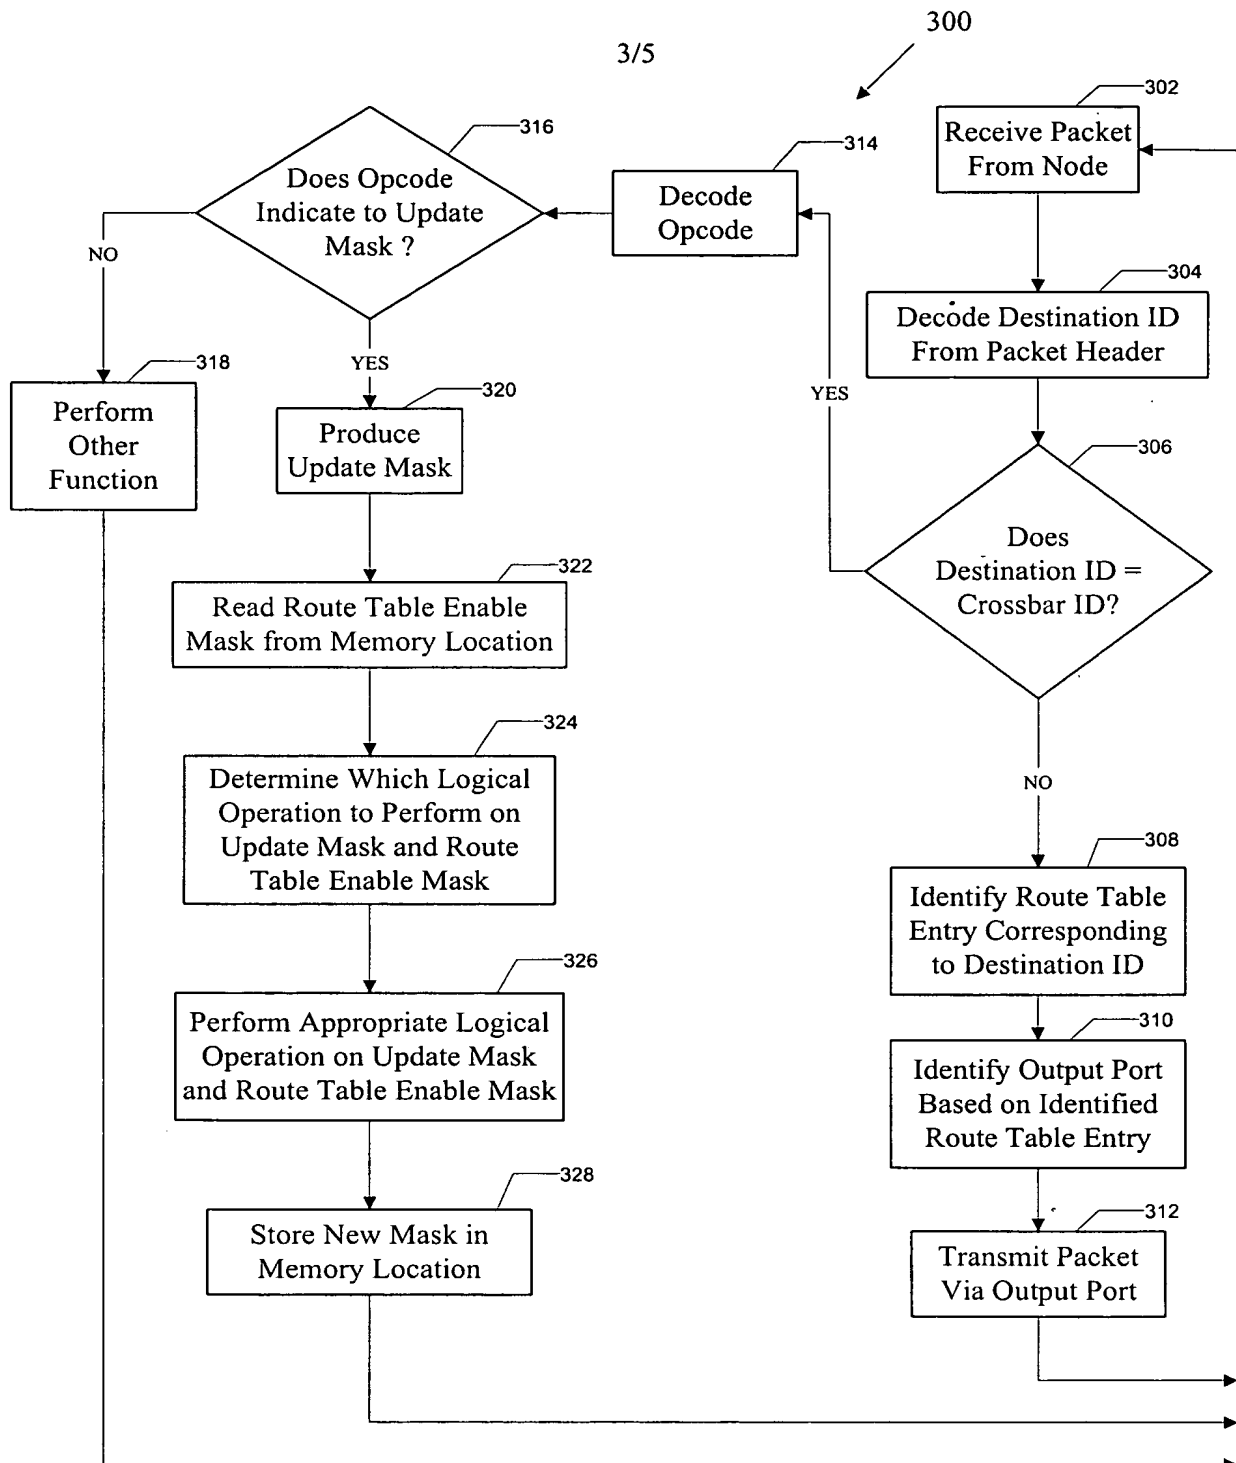 300
3/5
302
Receive Packet
From Node
304
Decode Destination ID
From Packet Header
306
Does
Destination ID =
Crossbar ID?
YES
NO
308
Identify Route Table
Entry Corresponding
to Destination ID
310
Identify Output Port
Based on Identified
Route Table Entry
312
Transmit Packet
Via Output Port
314
Decode
Opcode
316
Does Opcode
Indicate to Update
Mask ?
NO
YES
318
Perform
Other
Function
320
Produce
Update Mask
322
Read Route Table Enable
Mask from Memory Location
324
Determine Which Logical
Operation to Perform on
Update Mask and Route
Table Enable Mask
326
Perform Appropriate Logical
Operation on Update Mask
and Route Table Enable Mask
328
Store New Mask in
Memory Location